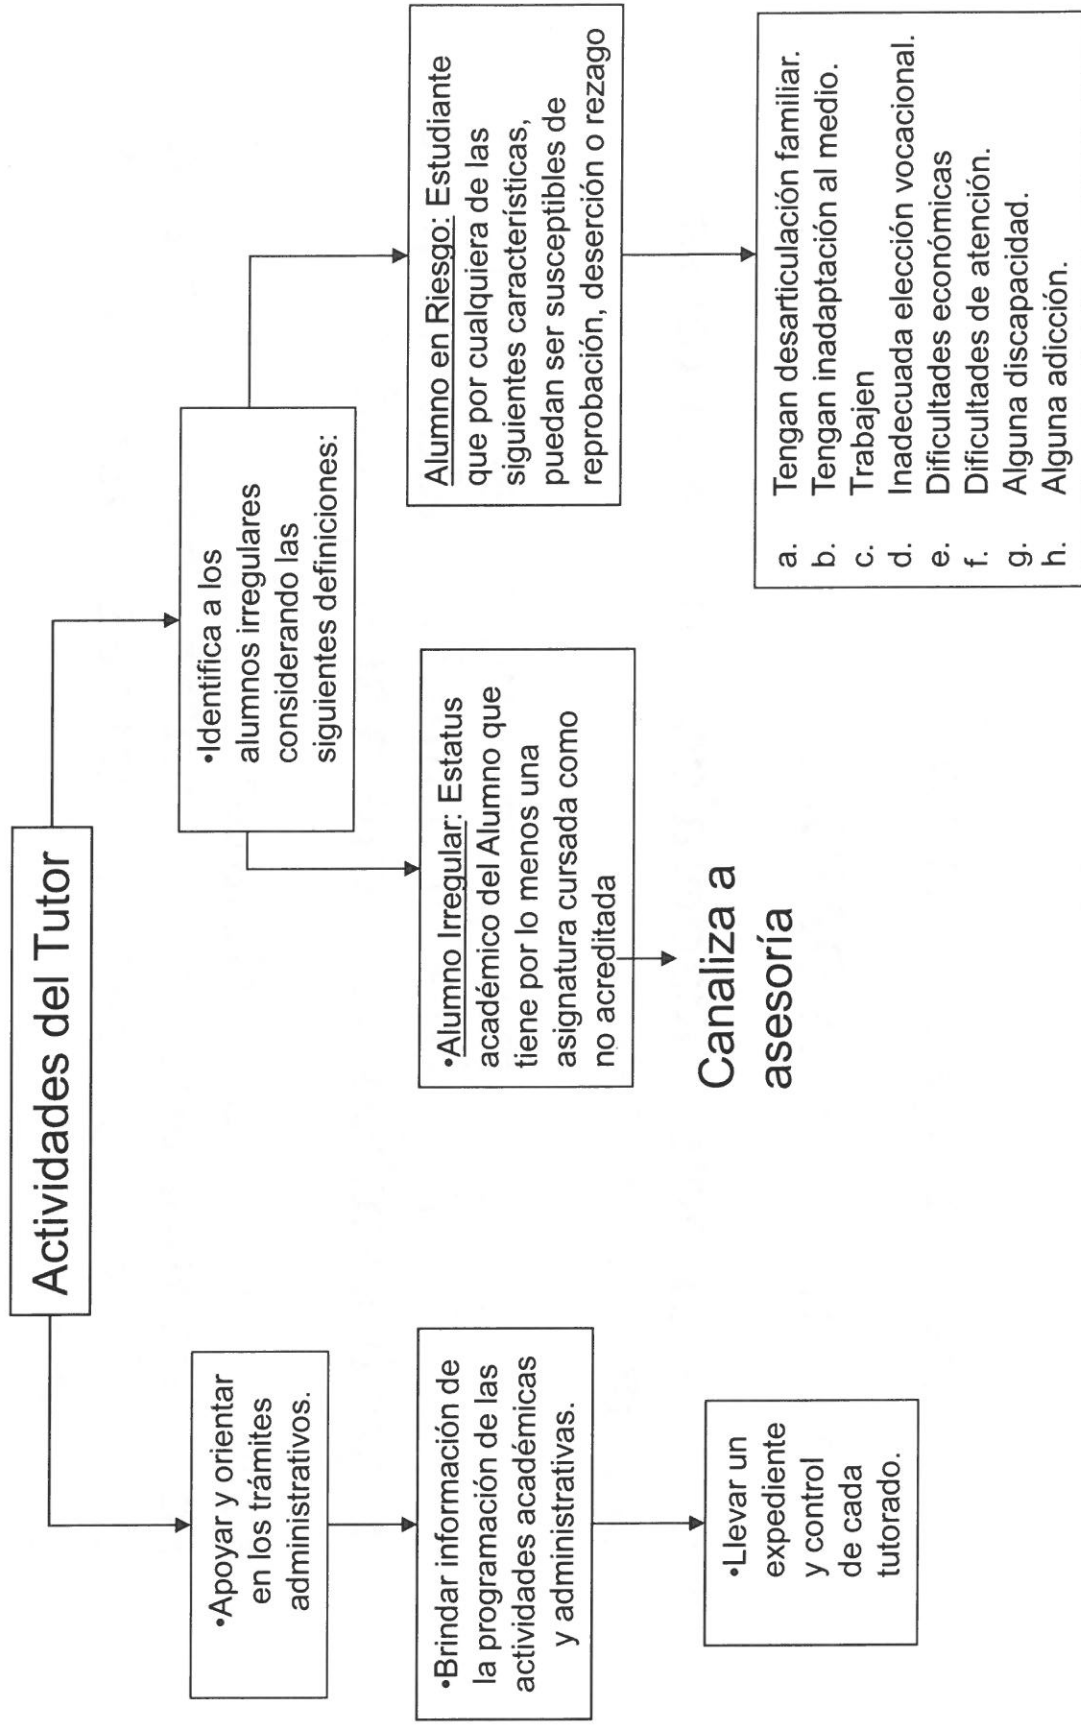 Actividades del Tutor
•Apoyar y orientar
en los trámites
administrativos.
•Brindar información de
la programación de las
actividades académicas
y administrativas.
•Llevar un
expediente
y control
de cada
tutorado.
•Identifica a los
alumnos irregulares
considerando las
siguientes definiciones:
•Alumno Irregular: Estatus
académico del Alumno que
tiene por lo menos una
asignatura cursada como
no acreditada
Canaliza a
asesoría
Alumno en Riesgo: Estudiante
que por cualquiera de las
siguientes características,
puedan ser susceptibles de
reprobación, deserción o rezago
a. Tengan desarticulación familiar.
b. Tengan inadaptación al medio.
c. Trabajen
d. Inadecuada elección vocacional.
e. Dificultades económicas
f. Dificultades de atención.
g. Alguna discapacidad.
h. Alguna adicción.